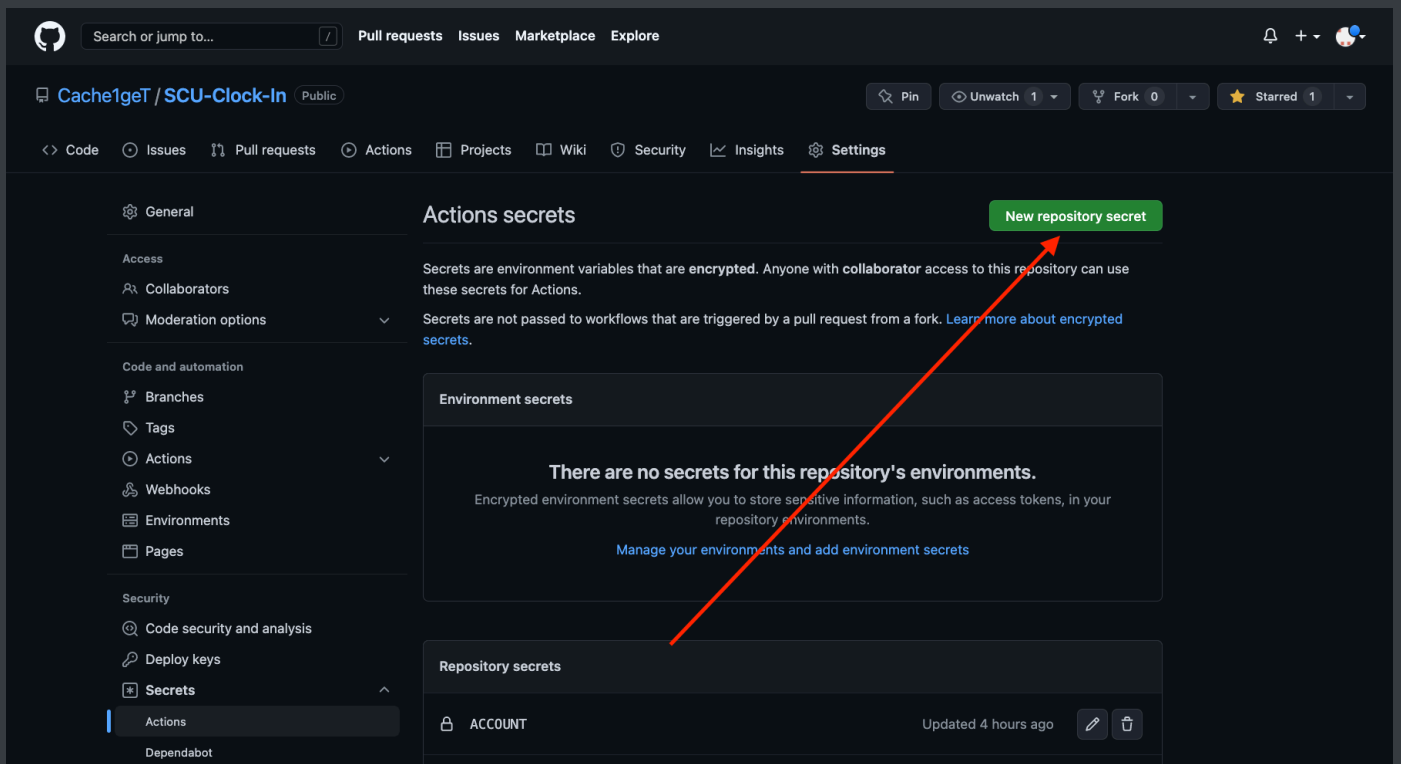 Search or jump to... /
Pull requests Issues Marketplace Explore
Cache1geT / SCU-Clock-In Public
Pin Unwatch 1 Fork 0 Starred 1
Code Issues Pull requests Actions Projects Wiki Security Insights Settings
General
Access
Collaborators
Moderation options
Code and automation
Branches
Tags
Actions
Webhooks
Environments
Pages
Security
Code security and analysis
Deploy keys
Secrets
Actions
Dependabot
Actions secrets
New repository secret
Secrets are environment variables that are encrypted. Anyone with collaborator access to this repository can use
these secrets for Actions.
Secrets are not passed to workflows that are triggered by a pull request from a fork. Learn more about encrypted
secrets.
Environment secrets
There are no secrets for this repository's environments.
Encrypted environment secrets allow you to store sensitive information, such as access tokens, in your
repository environments.
Manage your environments and add environment secrets
Repository secrets
ACCOUNT Updated 4 hours ago